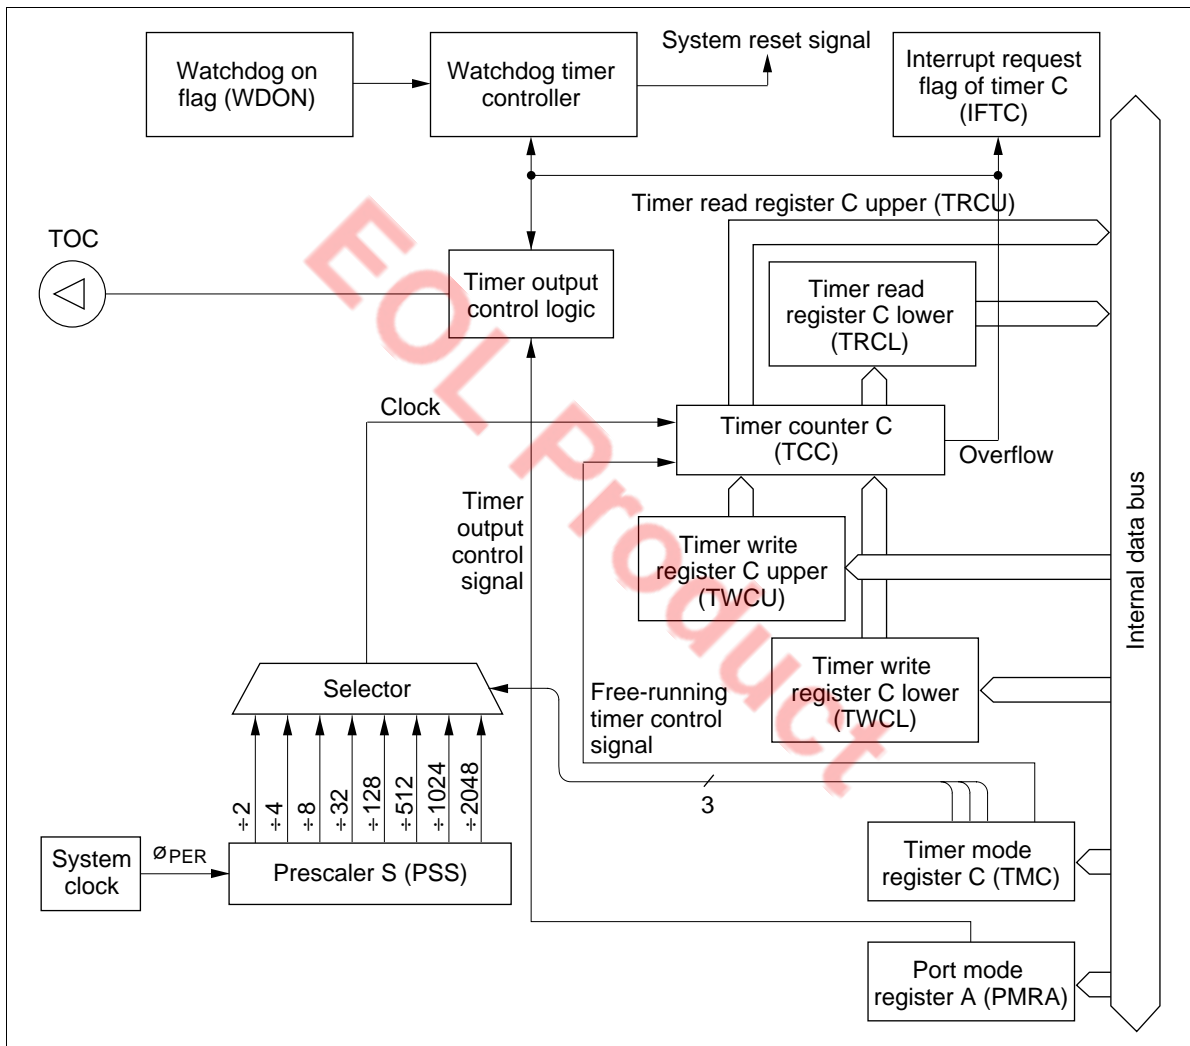 System reset signal
Watchdog on
flag (WDON)
Watchdog timer
controller
Interrupt request
flag of timer C
(IFTC)
Timer read register C upper (TRCU)
TOC
Timer output
control logic
Timer read
register C lower
(TRCL)
Clock
Timer counter C
(TCC)
Overflow
Timer
output
control
signal
Timer write
register C upper
(TWCU)
Internal data bus
Timer write
register C lower
(TWCL)
Selector
Free-running
timer control
signal
÷2
÷4
÷8
÷32
÷128
÷512
÷1024
÷2048
3
System
clock
øPER
Prescaler S (PSS)
Timer mode
register C (TMC)
Port mode
register A (PMRA)
EOL Product